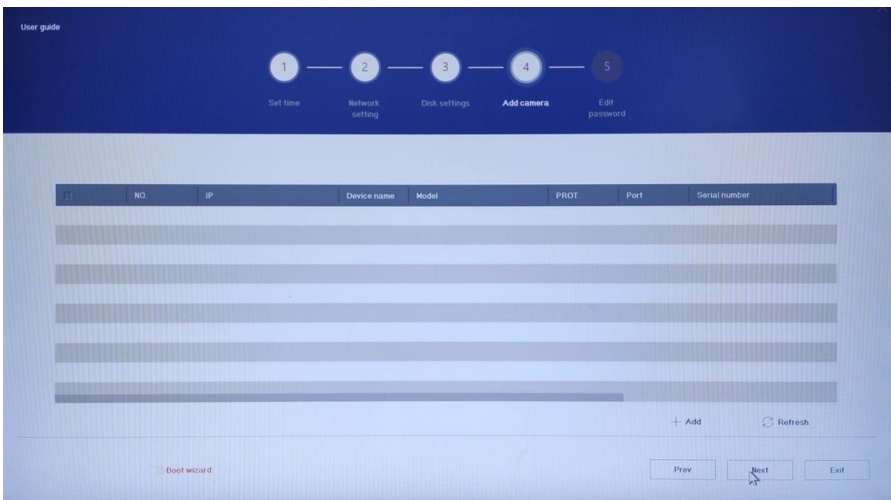 User guide
1
2
3
4
5
Set time
Network
setting
Disk settings
Add camera
Edit
password
NO.
IP
Device name
Model
PROT.
Port
Serial number
Add
Refresh
Boot wizard
Prev
Next
Exit